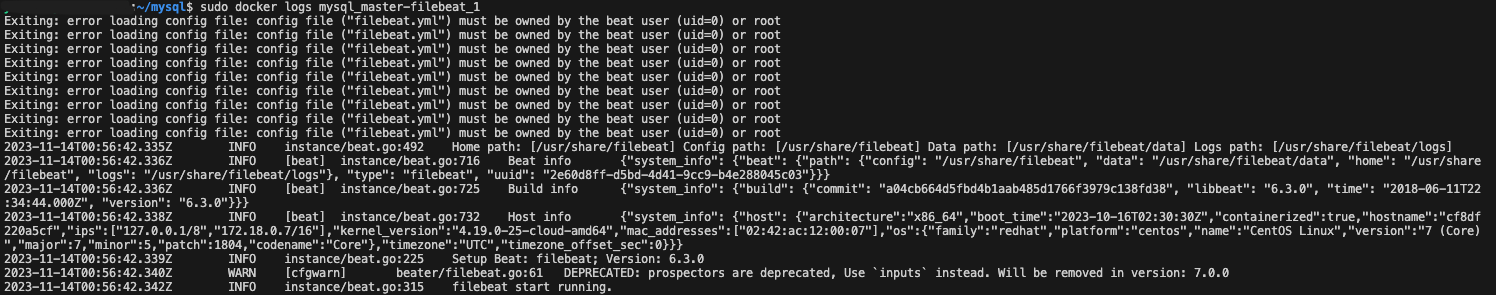 :~/mysql$ sudo docker logs mysql_master-filebeat_1
Exiting: error loading config file: config file ("filebeat.yml") must be owned by the beat user (uid=0) or root
Exiting: error loading config file: config file ("filebeat.yml") must be owned by the beat user (uid=0) or root
Exiting: error loading config file: config file ("filebeat.yml") must be owned by the beat user (uid=0) or root
Exiting: error loading config file: config file ("filebeat.yml") must be owned by the beat user (uid=0) or root
Exiting: error loading config file: config file ("filebeat.yml") must be owned by the beat user (uid=0) or root
Exiting: error loading config file: config file ("filebeat.yml") must be owned by the beat user (uid=0) or root
Exiting: error loading config file: config file ("filebeat.yml") must be owned by the beat user (uid=0) or root
Exiting: error loading config file: config file ("filebeat.yml") must be owned by the beat user (uid=0) or root
Exiting: error loading config file: config file ("filebeat.yml") must be owned by the beat user (uid=0) or root
2023-11-14T00:56:42.335Z INFO instance/beat.go:492 Home path: [/usr/share/filebeat] Config path: [/usr/share/filebeat] Data path: [/usr/share/filebeat/data] Logs path: [/usr/share/filebeat/logs]
2023-11-14T00:56:42.336Z INFO [beat] instance/beat.go:716 Beat info {"system_info": {"beat": {"path": {"config": "/usr/share/filebeat", "data": "/usr/share/filebeat/data", "home": "/usr/share
/filebeat", "logs": "/usr/share/filebeat/logs"}, "type": "filebeat", "uuid": "2e60d8ff-d5bd-4d41-9cc9-b4e288045c03"}}}
2023-11-14T00:56:42.336Z INFO [beat] instance/beat.go:725 Build info {"system_info": {"build": {"commit": "a04cb664d5fbd4b1aab485d1766f3979c138fd38", "libbeat": "6.3.0", "time": "2018-06-11T22
:34:44.000Z", "version": "6.3.0"}}}
2023-11-14T00:56:42.338Z INFO [beat] instance/beat.go:732 Host info {"system_info": {"host": {"architecture":"x86_64","boot_time":"2023-10-16T02:30:30Z","containerized":true,"hostname":"cf8df
220a5cf","ips":["127.0.0.1/8","172.18.0.7/16"],"kernel_version":"4.19.0-25-cloud-amd64","mac_addresses":["02:42:ac:12:00:07"],"os":{"family":"redhat","platform":"centos","name":"CentOS Linux","version":"7 (Core)
","major":7,"minor":5,"patch":1804,"codename":"Core"},"timezone":"UTC","timezone_offset_sec":0}}}
2023-11-14T00:56:42.339Z INFO instance/beat.go:225 Setup Beat: filebeat; Version: 6.3.0
2023-11-14T00:56:42.340Z WARN [cfgwarn] beater/filebeat.go:61 DEPRECATED: prospectors are deprecated, Use `inputs` instead. Will be removed in version: 7.0.0
2023-11-14T00:56:42.342Z INFO instance/beat.go:315 filebeat start running.